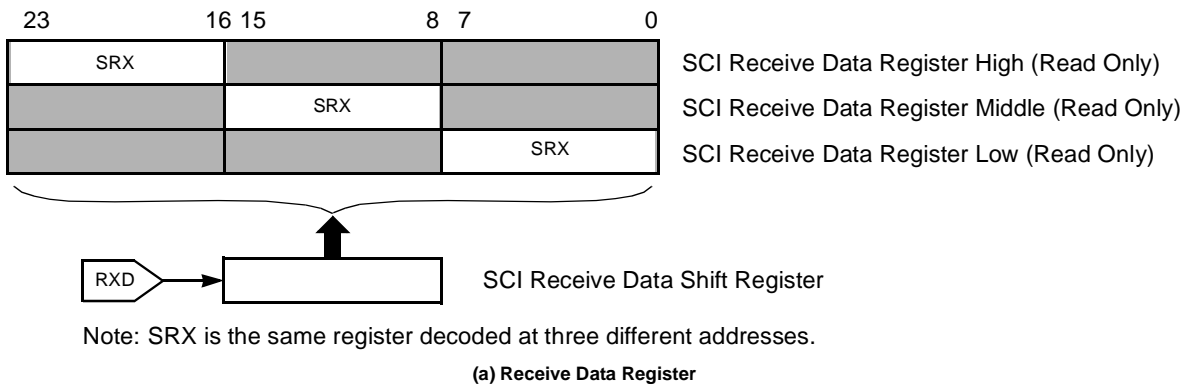 23 16 15 8 7 0
SRX SCI Receive Data Register High (Read Only)
SRX SCI Receive Data Register Middle (Read Only)
SRX SCI Receive Data Register Low (Read Only)
RXD SCI Receive Data Shift Register
Note: SRX is the same register decoded at three different addresses.
(a) Receive Data Register